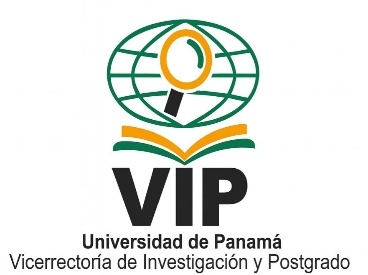 VIP
Universidad de Panamá
Vicerrectoría de Investigación y Postgrado